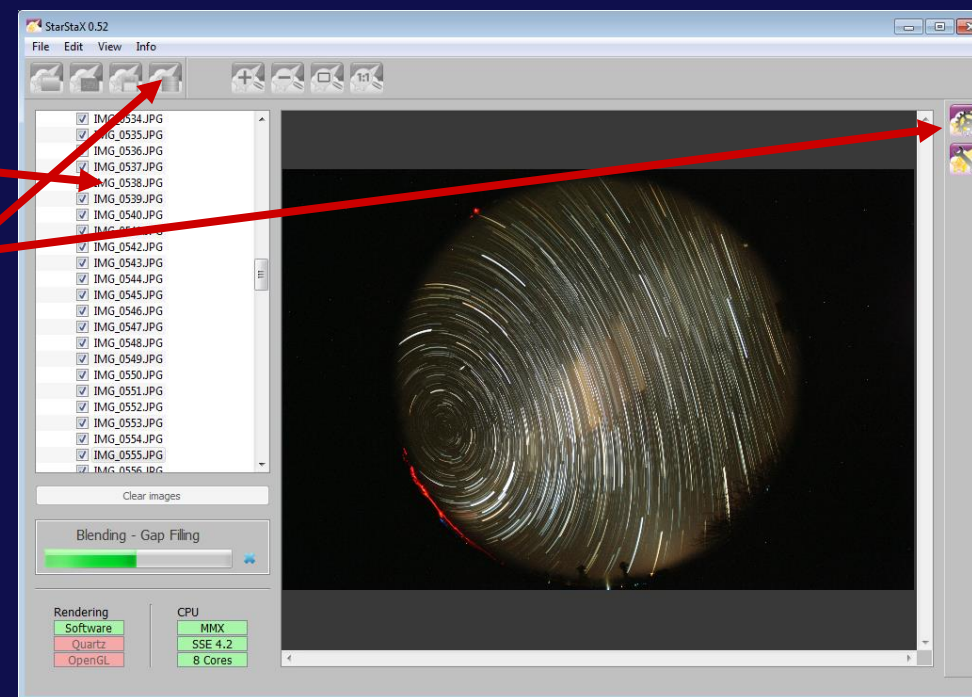 StarStaX 0.52
File Edit View Info
1:1
IMG_0534.JPG
IMG_0535.JPG
IMG_0536.JPG
IMG_0537.JPG
IMG_0538.JPG
IMG_0539.JPG
IMG_0540.JPG
IMG_0542.JPG
IMG_0543.JPG
IMG_0544.JPG
IMG_0545.JPG
IMG_0546.JPG
IMG_0547.JPG
IMG_0548.JPG
IMG_0549.JPG
IMG_0550.JPG
IMG_0551.JPG
IMG_0552.JPG
IMG_0553.JPG
IMG_0554.JPG
IMG_0555.JPG
IMG_0556.JPG
Clear images
Blending - Gap Filling
Rendering CPU
Software MMX
Quartz SSE 4.2
OpenGL 8 Cores